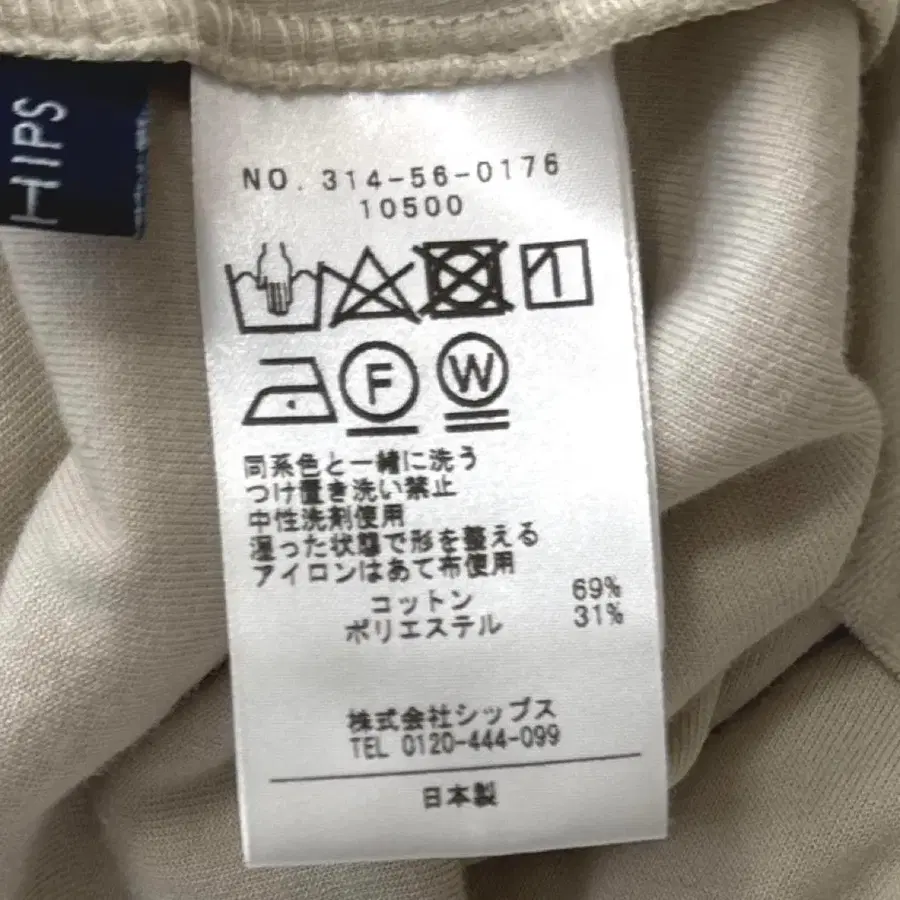 HIPS
NO. 314-56-0176
10500
F W
同系色と一緒に洗う
つけ置き洗い禁止
中性洗剤使用
湿った状態で形を整える
アイロンはあて布使用
コットン 69%
ポリエステル 31%
株式会社シップス
TEL 0120-444-099
日本製